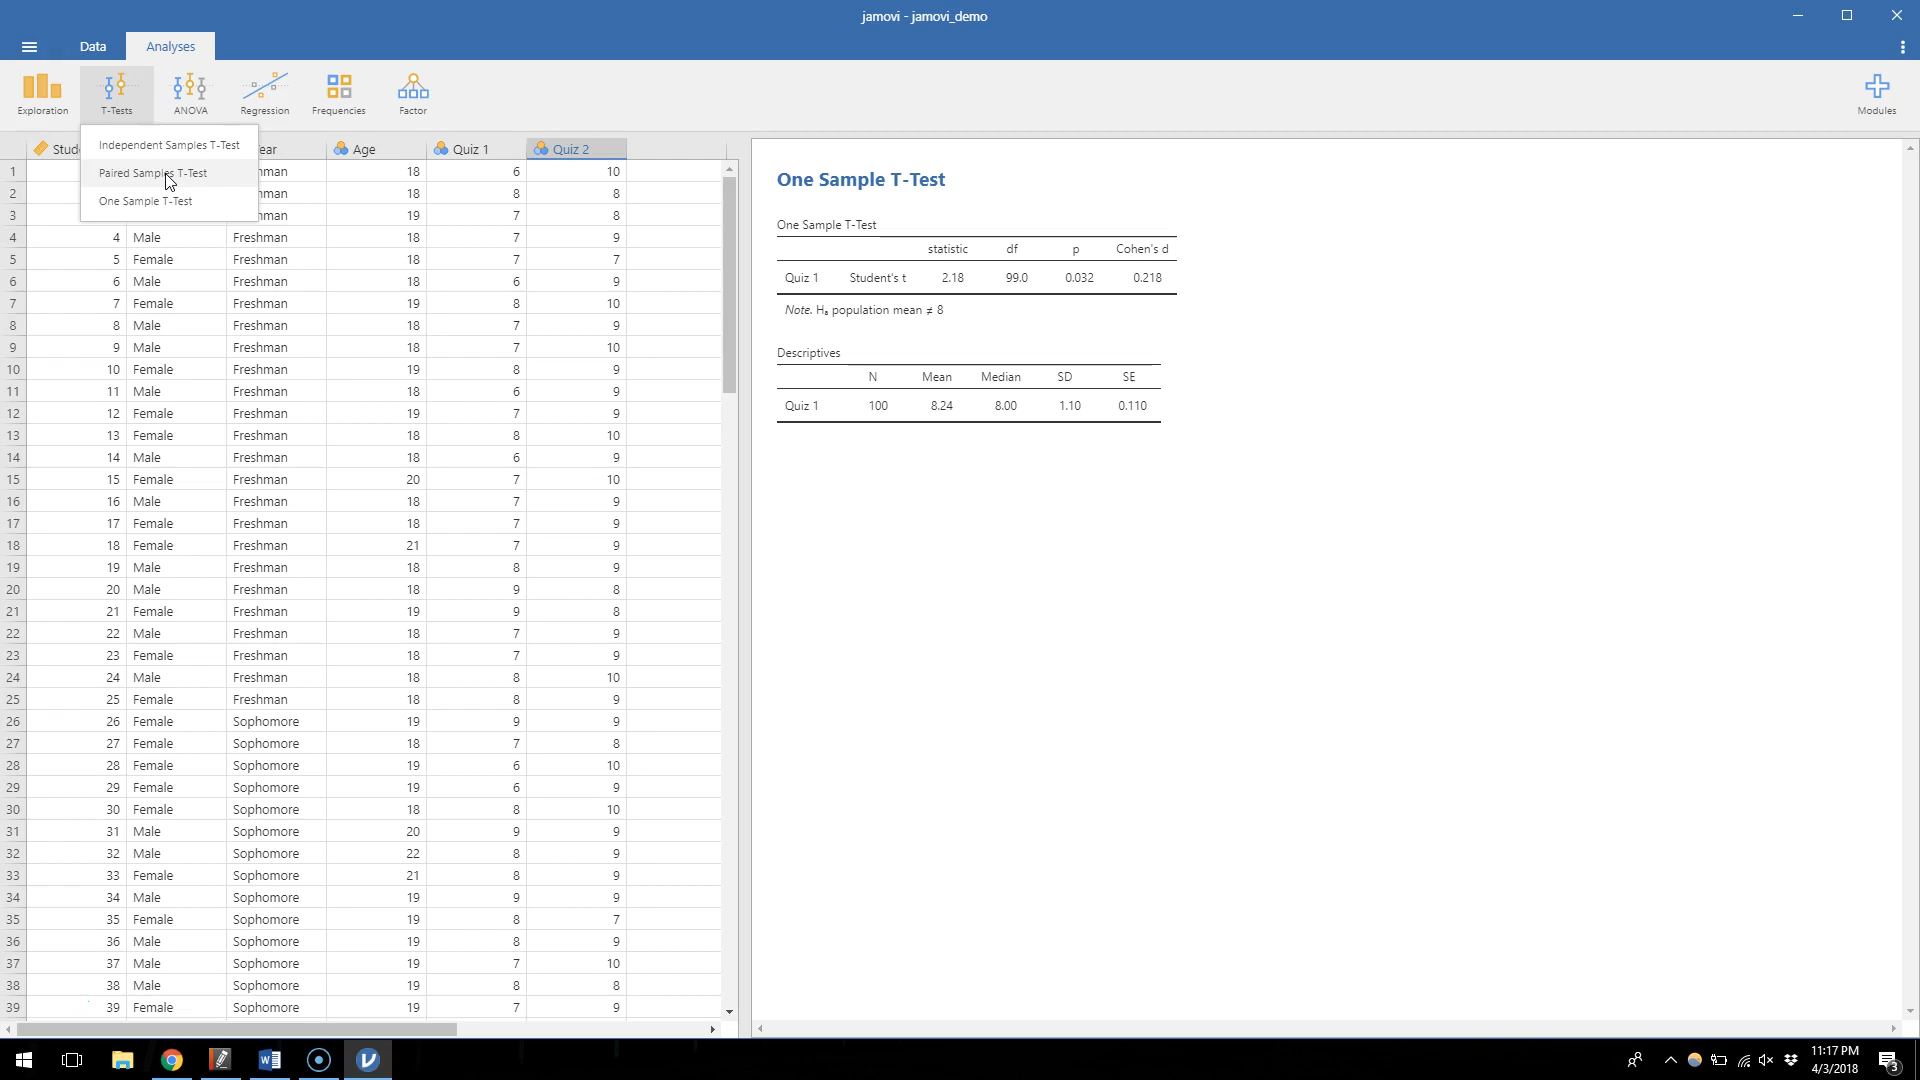 jamovi - jamovi_demo
Data Analyses
Exploration T-Tests ANOVA Regression Frequencies Factor Modules
Independent Samples T-Test
Paired Samples T-Test
One Sample T-Test
Age Quiz 1 Quiz 2
1 18 6 10
2 18 8 8
3 19 7 8
4 4 Male Freshman 18 7 9
5 5 Female Freshman 18 7 7
6 6 Male Freshman 18 6 9
7 7 Female Freshman 19 8 10
8 8 Male Freshman 18 7 9
9 9 Male Freshman 18 7 10
10 10 Female Freshman 19 8 9
11 11 Male Freshman 18 6 9
12 12 Female Freshman 19 7 9
13 13 Female Freshman 18 8 10
14 14 Male Freshman 18 6 9
15 15 Female Freshman 20 7 10
16 16 Male Freshman 18 7 9
17 17 Female Freshman 18 7 9
18 18 Female Freshman 21 7 9
19 19 Male Freshman 18 8 9
20 20 Male Freshman 18 9 8
21 21 Female Freshman 19 9 8
22 22 Male Freshman 18 7 9
23 23 Female Freshman 18 7 9
24 24 Male Freshman 18 8 10
25 25 Female Freshman 18 8 9
26 26 Female Sophomore 19 9 9
27 27 Female Sophomore 18 7 8
28 28 Female Sophomore 19 6 10
29 29 Female Sophomore 19 6 9
30 30 Female Sophomore 18 8 10
31 31 Male Sophomore 20 9 9
32 32 Male Sophomore 22 8 9
33 33 Female Sophomore 21 8 9
34 34 Male Sophomore 19 9 9
35 35 Female Sophomore 19 8 7
36 36 Male Sophomore 19 8 9
37 37 Male Sophomore 19 7 10
38 38 Male Sophomore 19 8 8
39 39 Female Sophomore 19 7 9
One Sample T-Test
One Sample T-Test
statistic df p Cohen's d
Quiz 1 Student's t 2.18 99.0 0.032 0.218
Note. Hₐ population mean ≠ 8
Descriptives
N Mean Median SD SE
Quiz 1 100 8.24 8.00 1.10 0.110
11:17 PM
4/3/2018
3